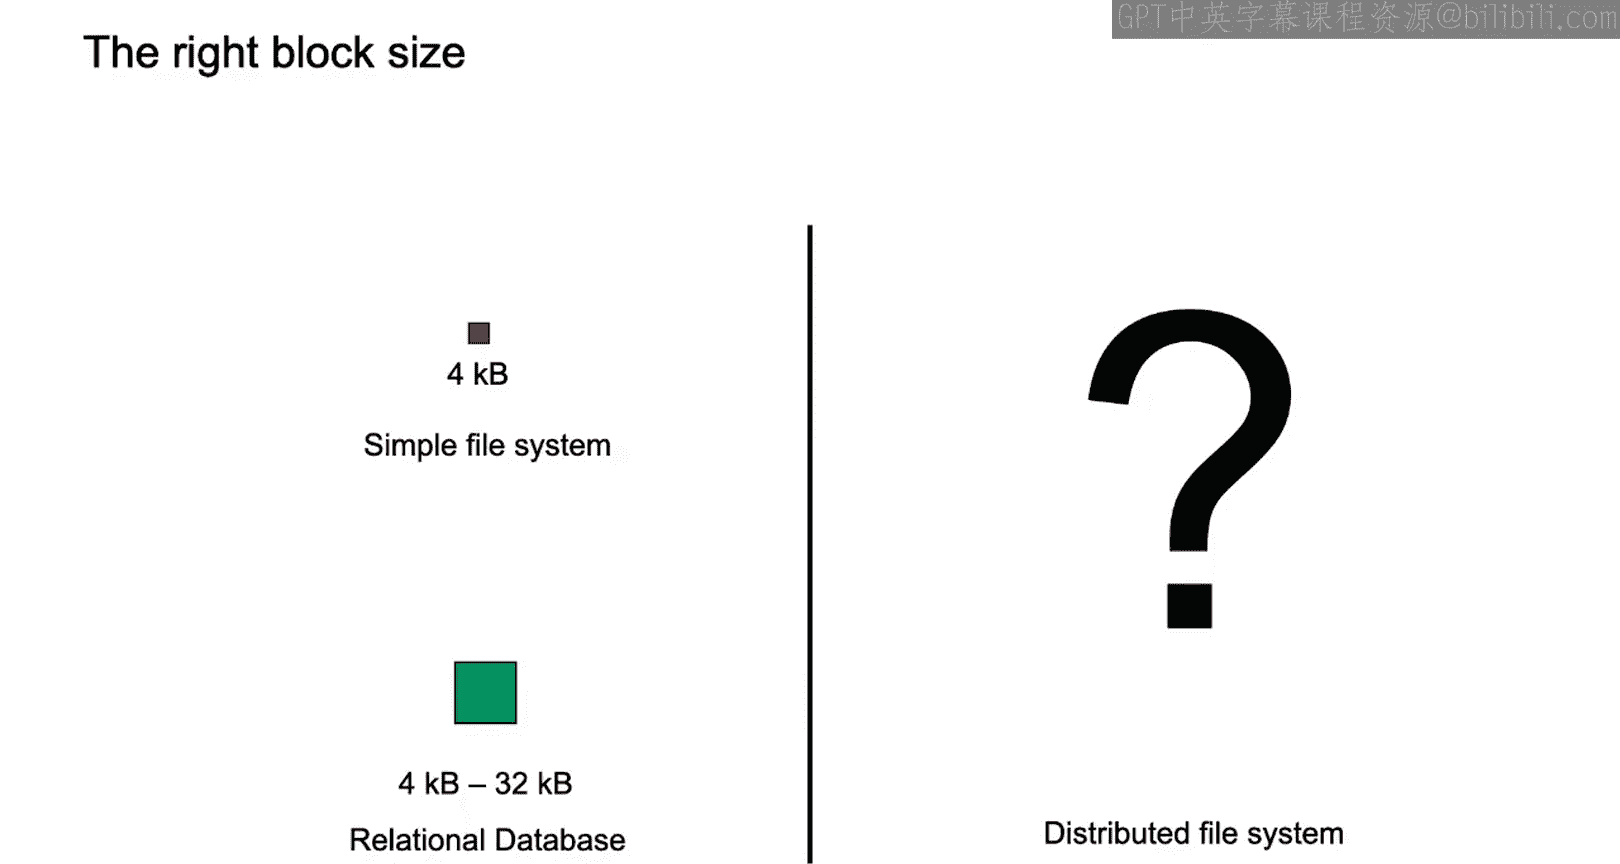 GPT中英字幕课程资源@bilibili.com
The right block size
4 kB
Simple file system
4 kB – 32 kB
Relational Database
?
Distributed file system